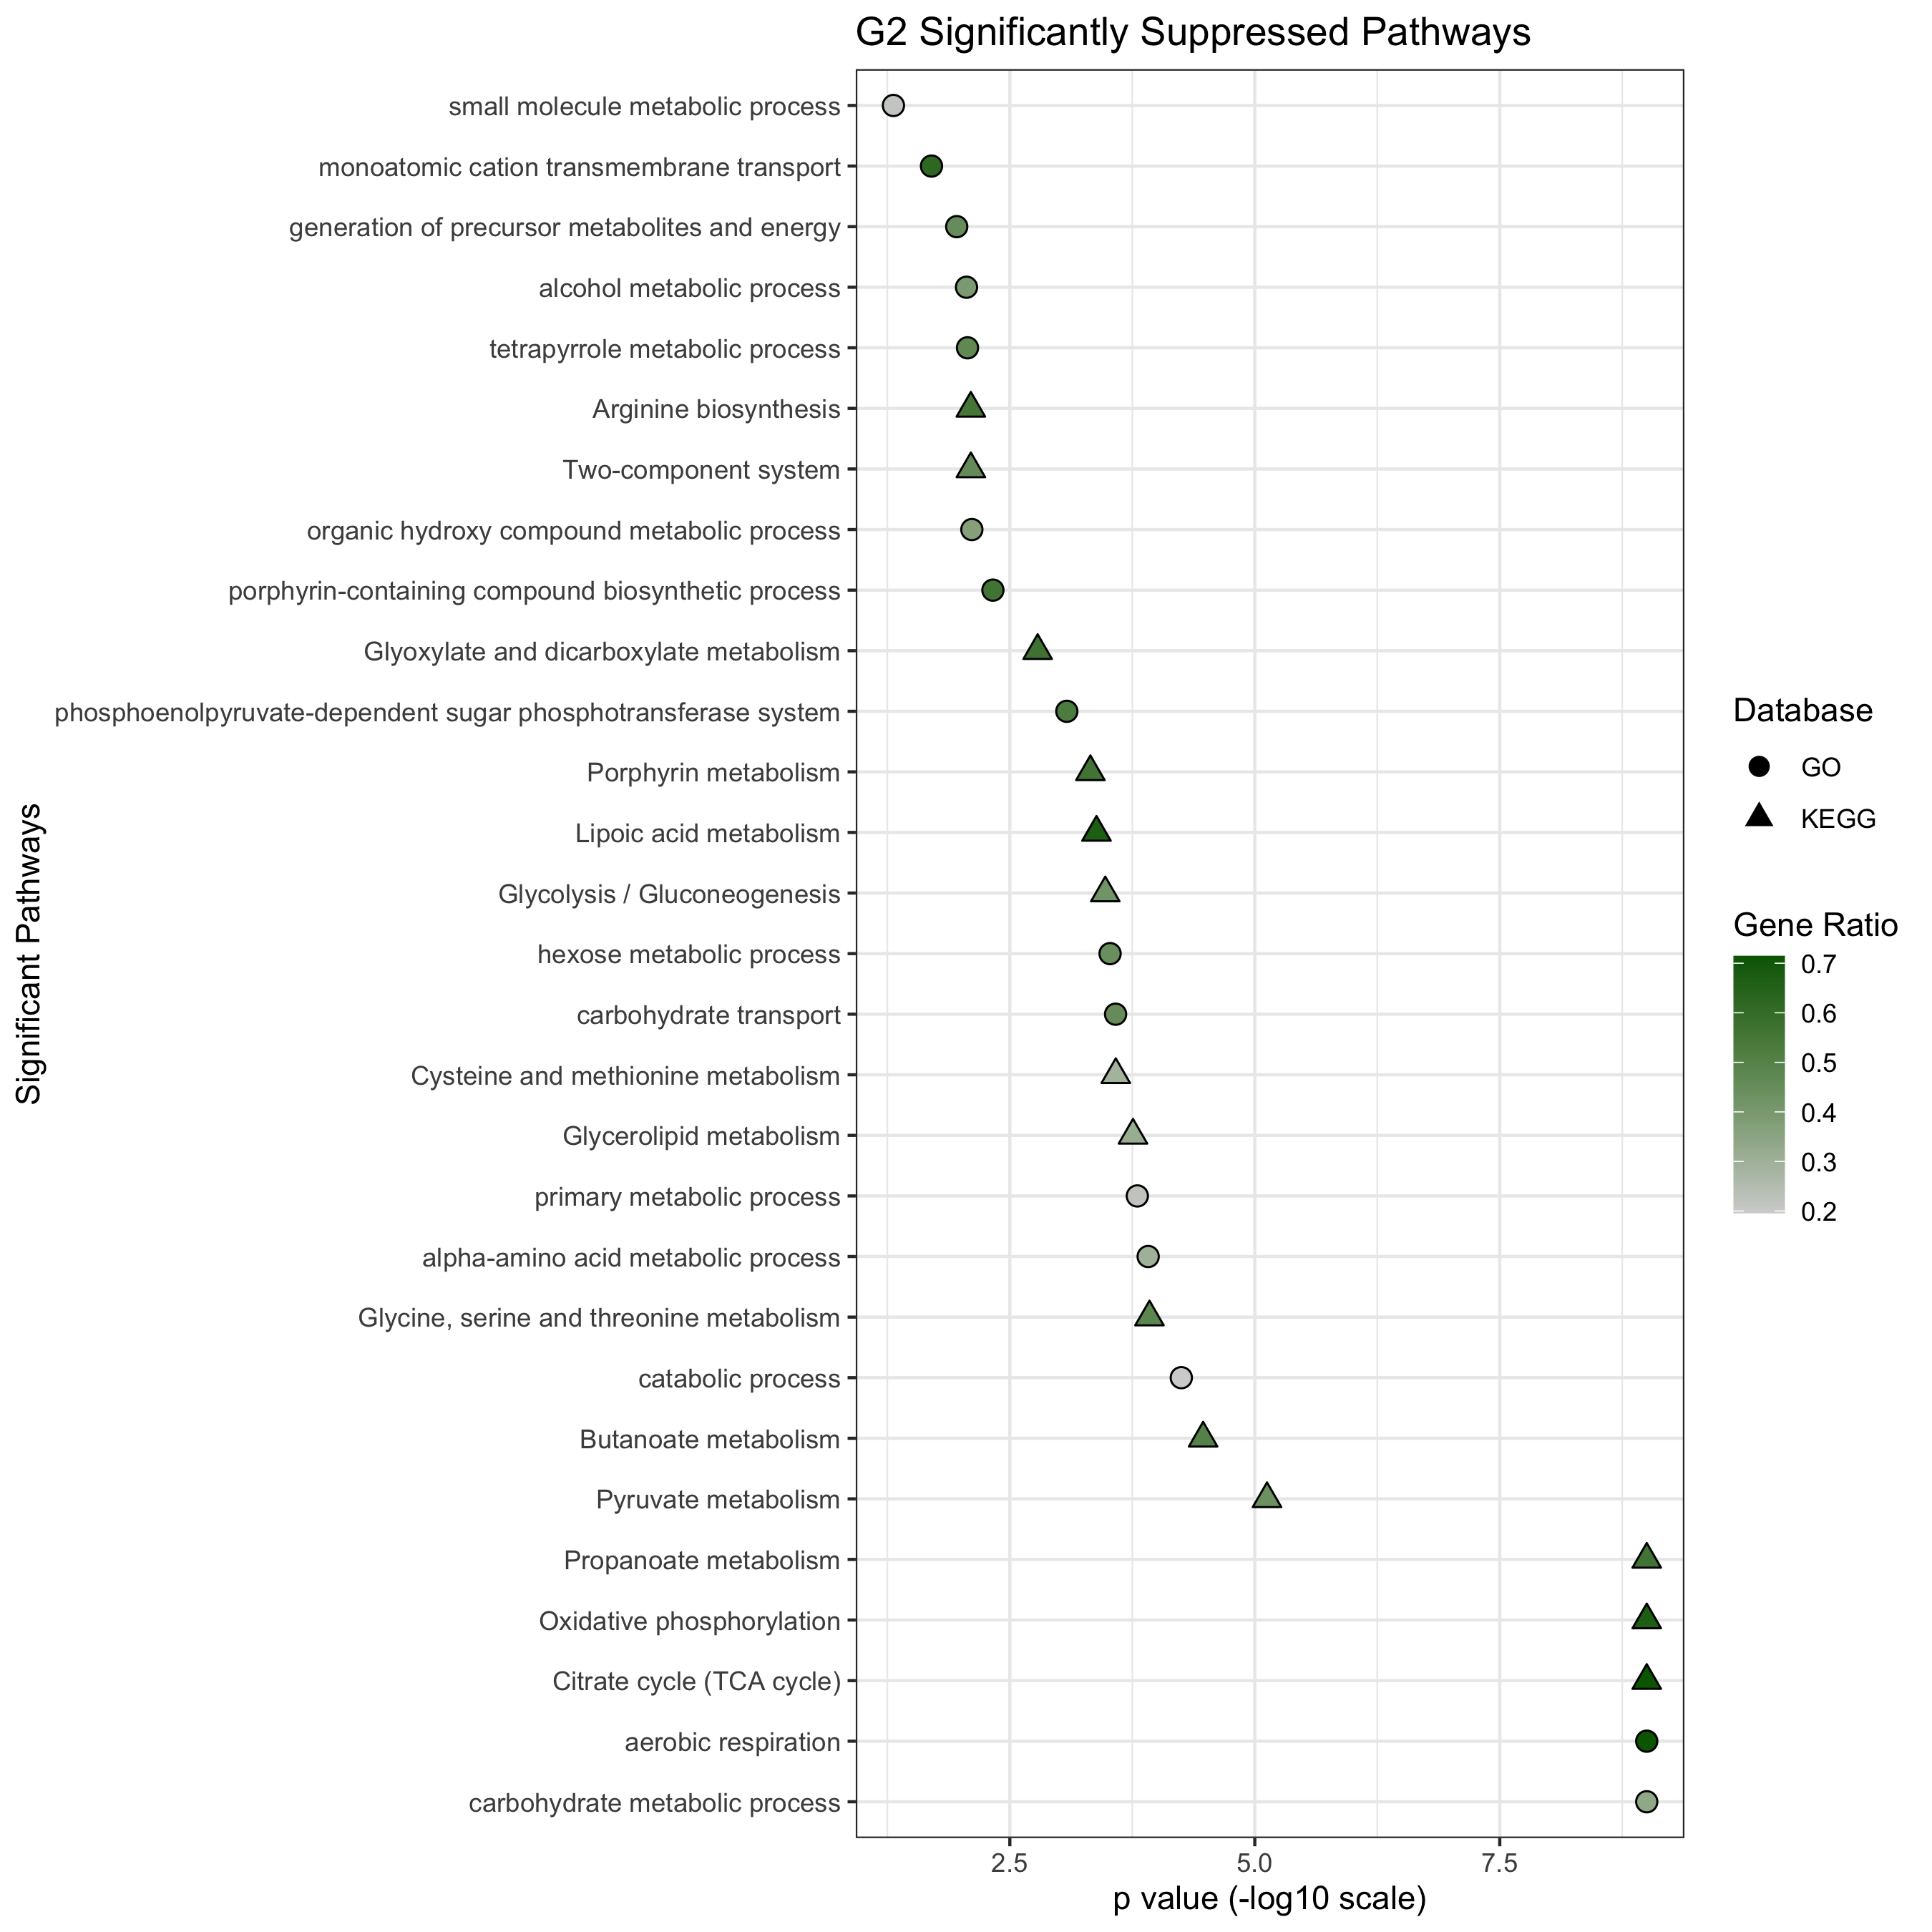 G2 Significantly Suppressed Pathways
Significant Pathways
small molecule metabolic process
monoatomic cation transmembrane transport
generation of precursor metabolites and energy
alcohol metabolic process
tetrapyrrole metabolic process
Arginine biosynthesis
Two-component system
organic hydroxy compound metabolic process
porphyrin-containing compound biosynthetic process
Glyoxylate and dicarboxylate metabolism
phosphoenolpyruvate-dependent sugar phosphotransferase system
Porphyrin metabolism
Lipoic acid metabolism
Glycolysis / Gluconeogenesis
hexose metabolic process
carbohydrate transport
Cysteine and methionine metabolism
Glycerolipid metabolism
primary metabolic process
alpha-amino acid metabolic process
Glycine, serine and threonine metabolism
catabolic process
Butanoate metabolism
Pyruvate metabolism
Propanoate metabolism
Oxidative phosphorylation
Citrate cycle (TCA cycle)
aerobic respiration
carbohydrate metabolic process
2.5 5.0 7.5
p value (-log10 scale)
Database
GO
KEGG
Gene Ratio
0.7
0.6
0.5
0.4
0.3
0.2